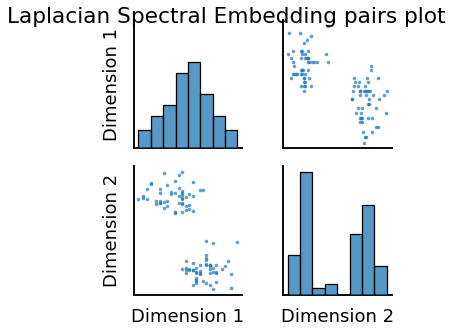 Laplacian Spectral Embedding pairs plot
Dimension 1
Dimension 2
Dimension 1
Dimension 2